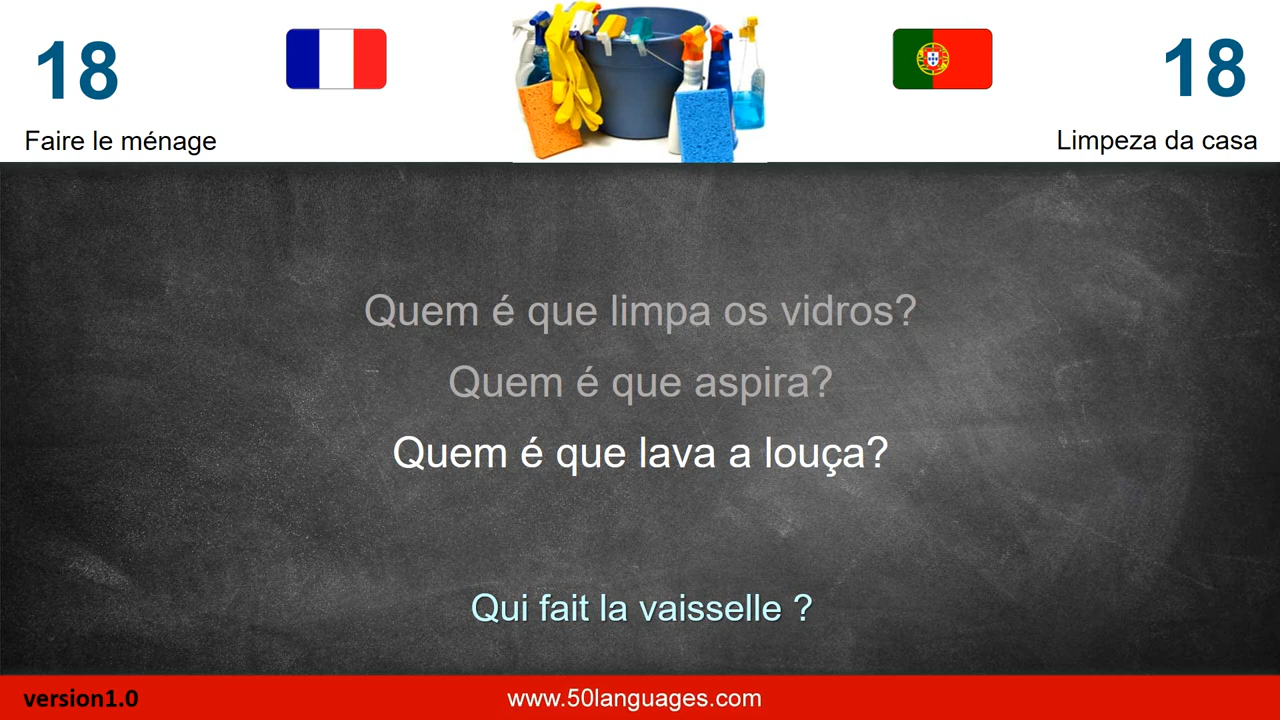 18
18
Faire le ménage
Limpeza da casa
Quem é que limpa os vidros?
Quem é que aspira?
Quem é que lava a louça?
Qui fait la vaisselle ?
version1.0
www.50languages.com